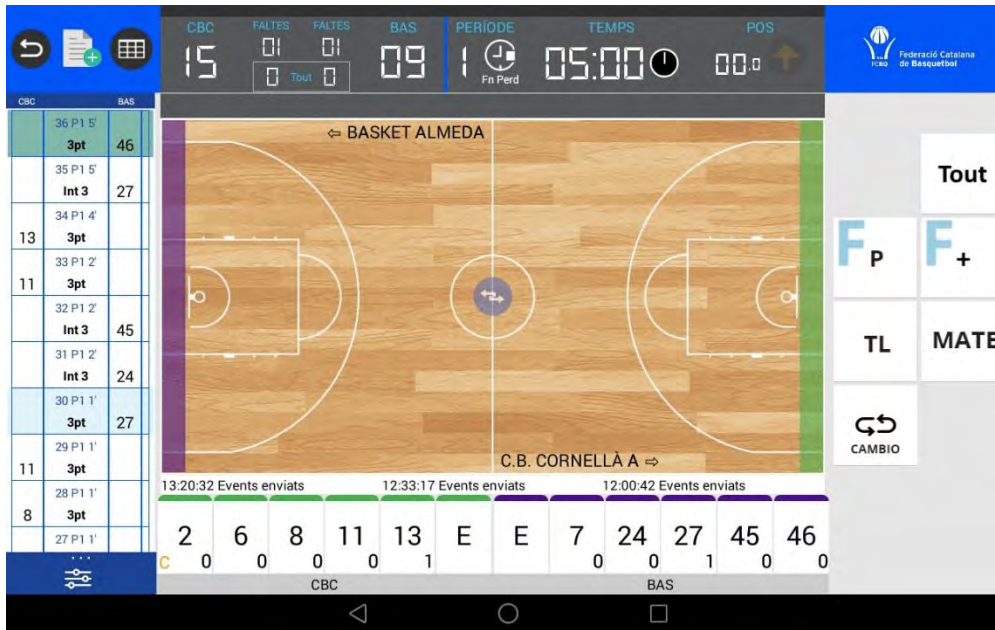 CBC FALTES FALTES BAS PERÍODE TEMPS POS
15 01 01 09 1 05:00 00.0
0 Tout 0 Fn Perd
FCBQ Federació Catalana
de Basquetbol
CBC BAS
36 P1 5'
3pt 46
35 P1 5'
Int 3 27
34 P1 4'
13 3pt
33 P1 2'
11 3pt
32 P1 2'
Int 3 45
31 P1 2'
Int 3 24
30 P1 1'
3pt 27
29 P1 1'
11 3pt
28 P1 1'
8 3pt
27 P1 1'
⇦ BASKET ALMEDA
C.B. CORNELLÀ A ⇨
13:20:32 Events enviats 12:33:17 Events enviats 12:00:42 Events enviats
2 6 8 11 13 E E 7 24 27 45 46
C 0 0 0 0 1 0 0 1 0 0
CBC BAS
Tout
F P F +
TL MATE
CAMBIO